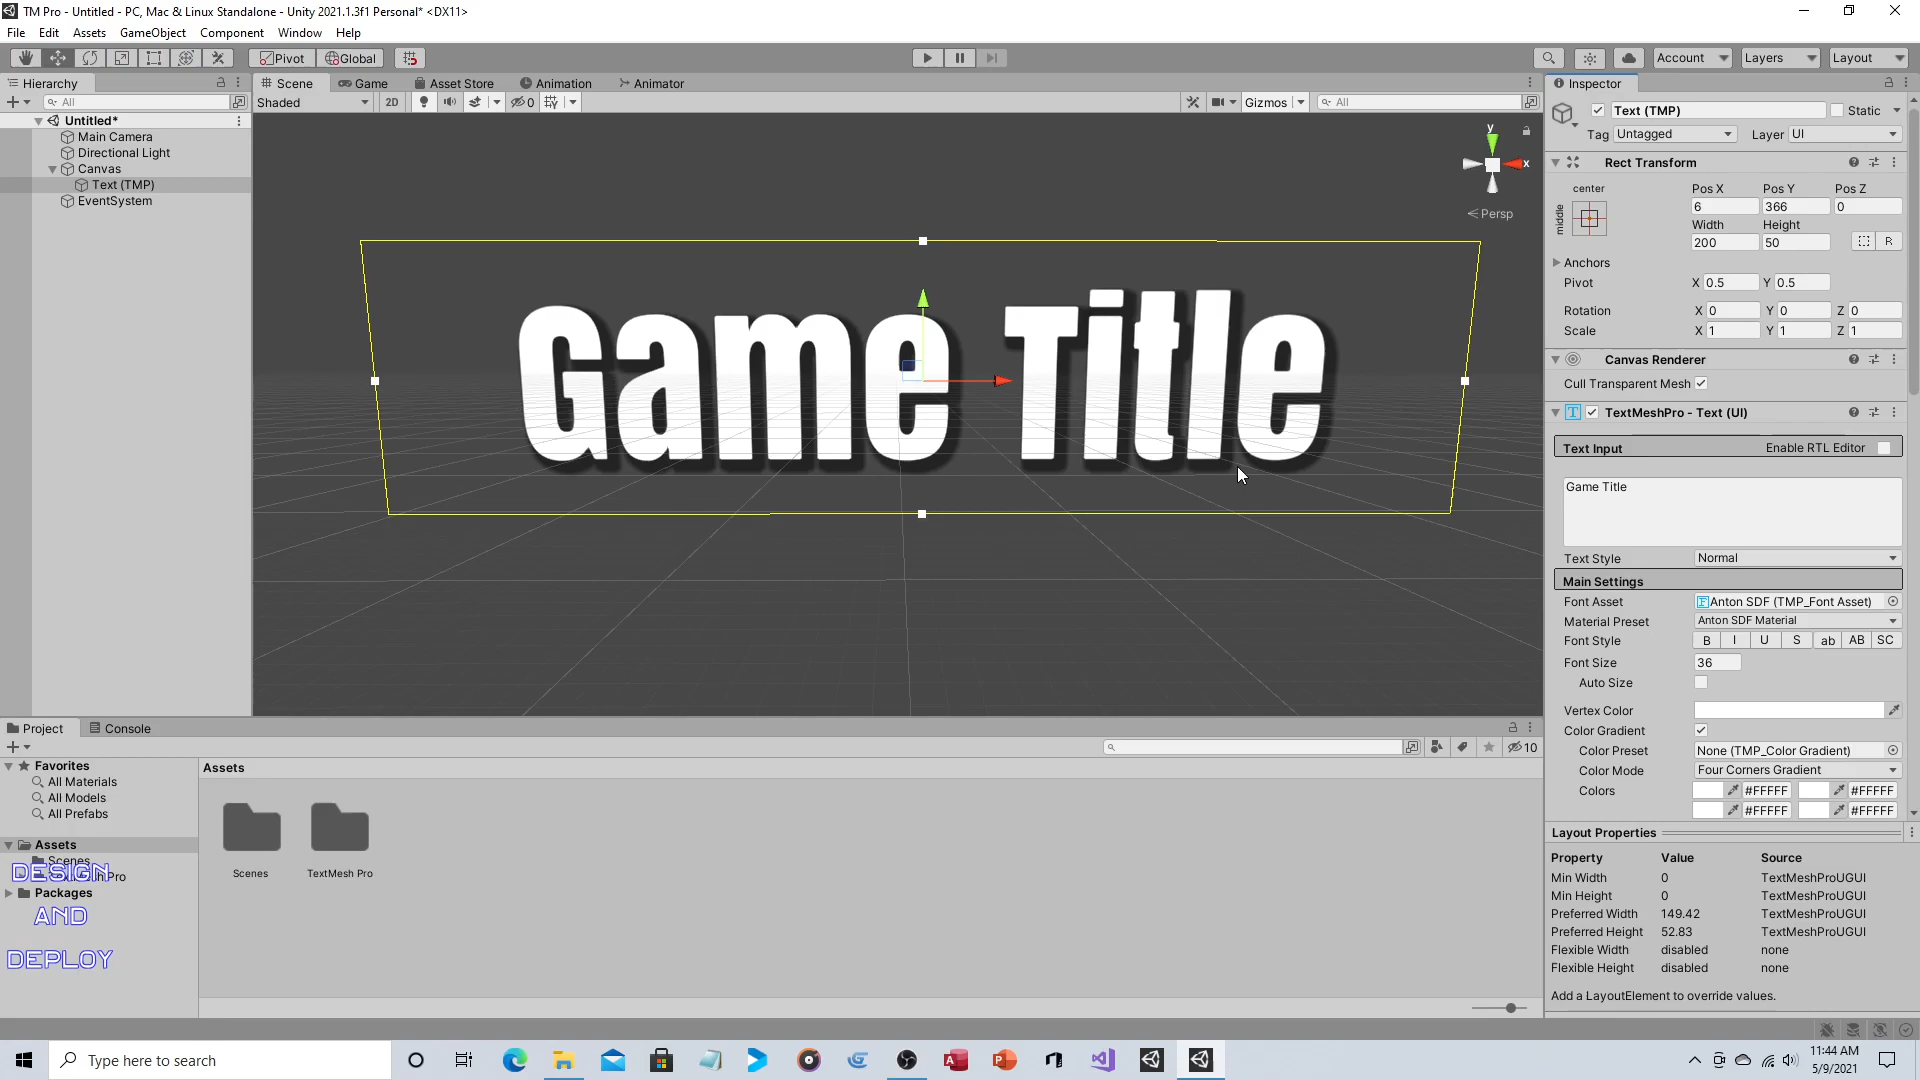 TM Pro - Untitled - PC, Mac & Linux Standalone - Unity 2021.1.3f1 Personal* <DX11>
File Edit Assets GameObject Component Window Help
Pivot Global Account Layers Layout
Hierarchy
All
Untitled*
Main Camera
Directional Light
Canvas
Text (TMP)
EventSystem
Scene Game Asset Store Animation Animator
Shaded 2D 0 Gizmos All
y
x
Persp
Game Title
Inspector
Text (TMP) Static
Tag Untagged Layer UI
Rect Transform
center
middle
Pos X Pos Y Pos Z
6 366 0
Width Height
200 50 R
Anchors
Pivot X 0.5 Y 0.5
Rotation X 0 Y 0 Z 0
Scale X 1 Y 1 Z 1
Canvas Renderer
Cull Transparent Mesh
TextMeshPro - Text (UI)
Text Input Enable RTL Editor
Game Title
Text Style Normal
Main Settings
Font Asset Anton SDF (TMP_Font Asset)
Material Preset Anton SDF Material
Font Style B I U S ab AB SC
Font Size 36
Auto Size
Vertex Color
Color Gradient
Color Preset None (TMP_Color Gradient)
Color Mode Four Corners Gradient
Colors #FFFFF #FFFFF
#FFFFF #FFFFF
Layout Properties
Property Value Source
Min Width 0 TextMeshProUGUI
Min Height 0 TextMeshProUGUI
Preferred Width 149.42 TextMeshProUGUI
Preferred Height 52.83 TextMeshProUGUI
Flexible Width disabled none
Flexible Height disabled none
Add a LayoutElement to override values.
Project Console
10
Favorites
All Materials
All Models
All Prefabs
Assets
Scenes
Packages
DESIGN
AND
DEPLOY
Assets
Scenes TextMesh Pro
Type here to search
11:44 AM
5/9/2021